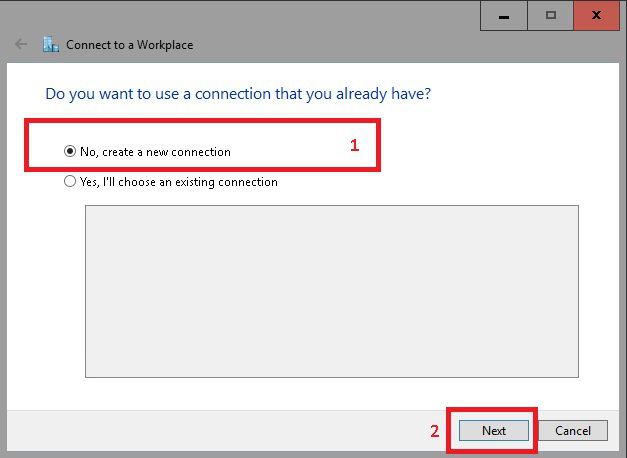 Connect to a Workplace
Do you want to use a connection that you already have?
No, create a new connection 1
Yes, I'll choose an existing connection
2 Next Cancel